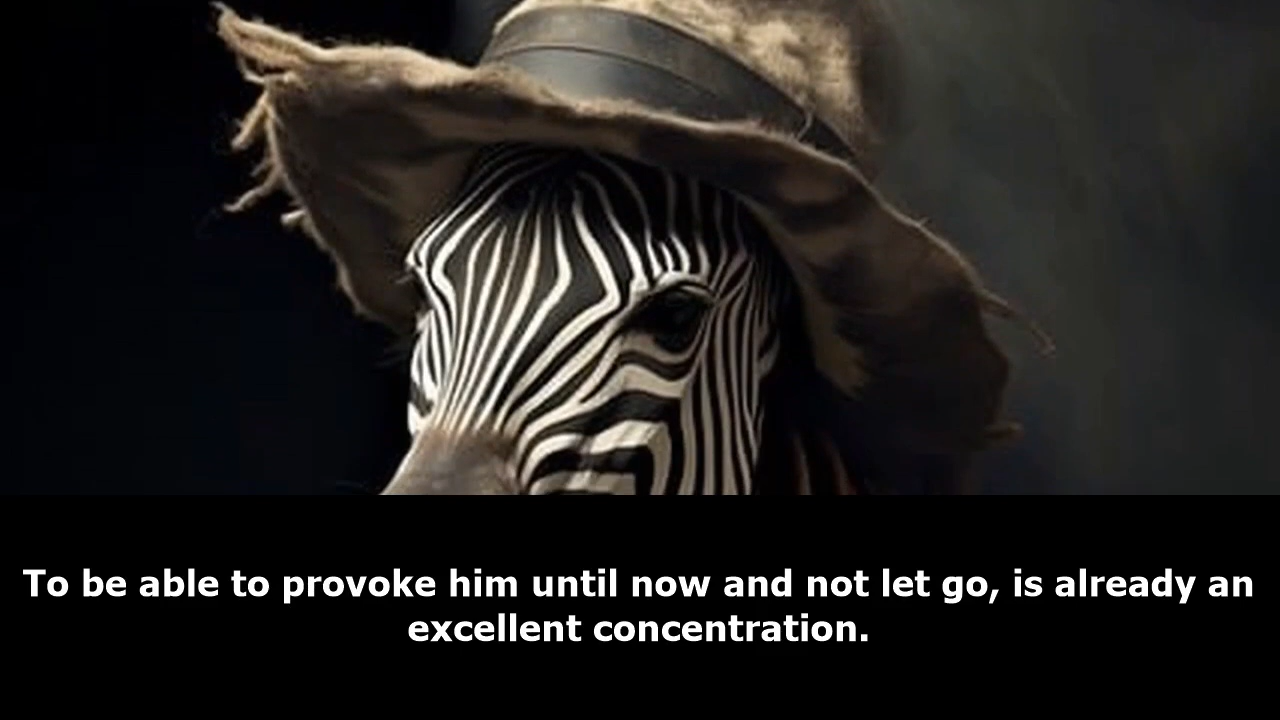 To be able to provoke him until now and not let go, is already an
excellent concentration.